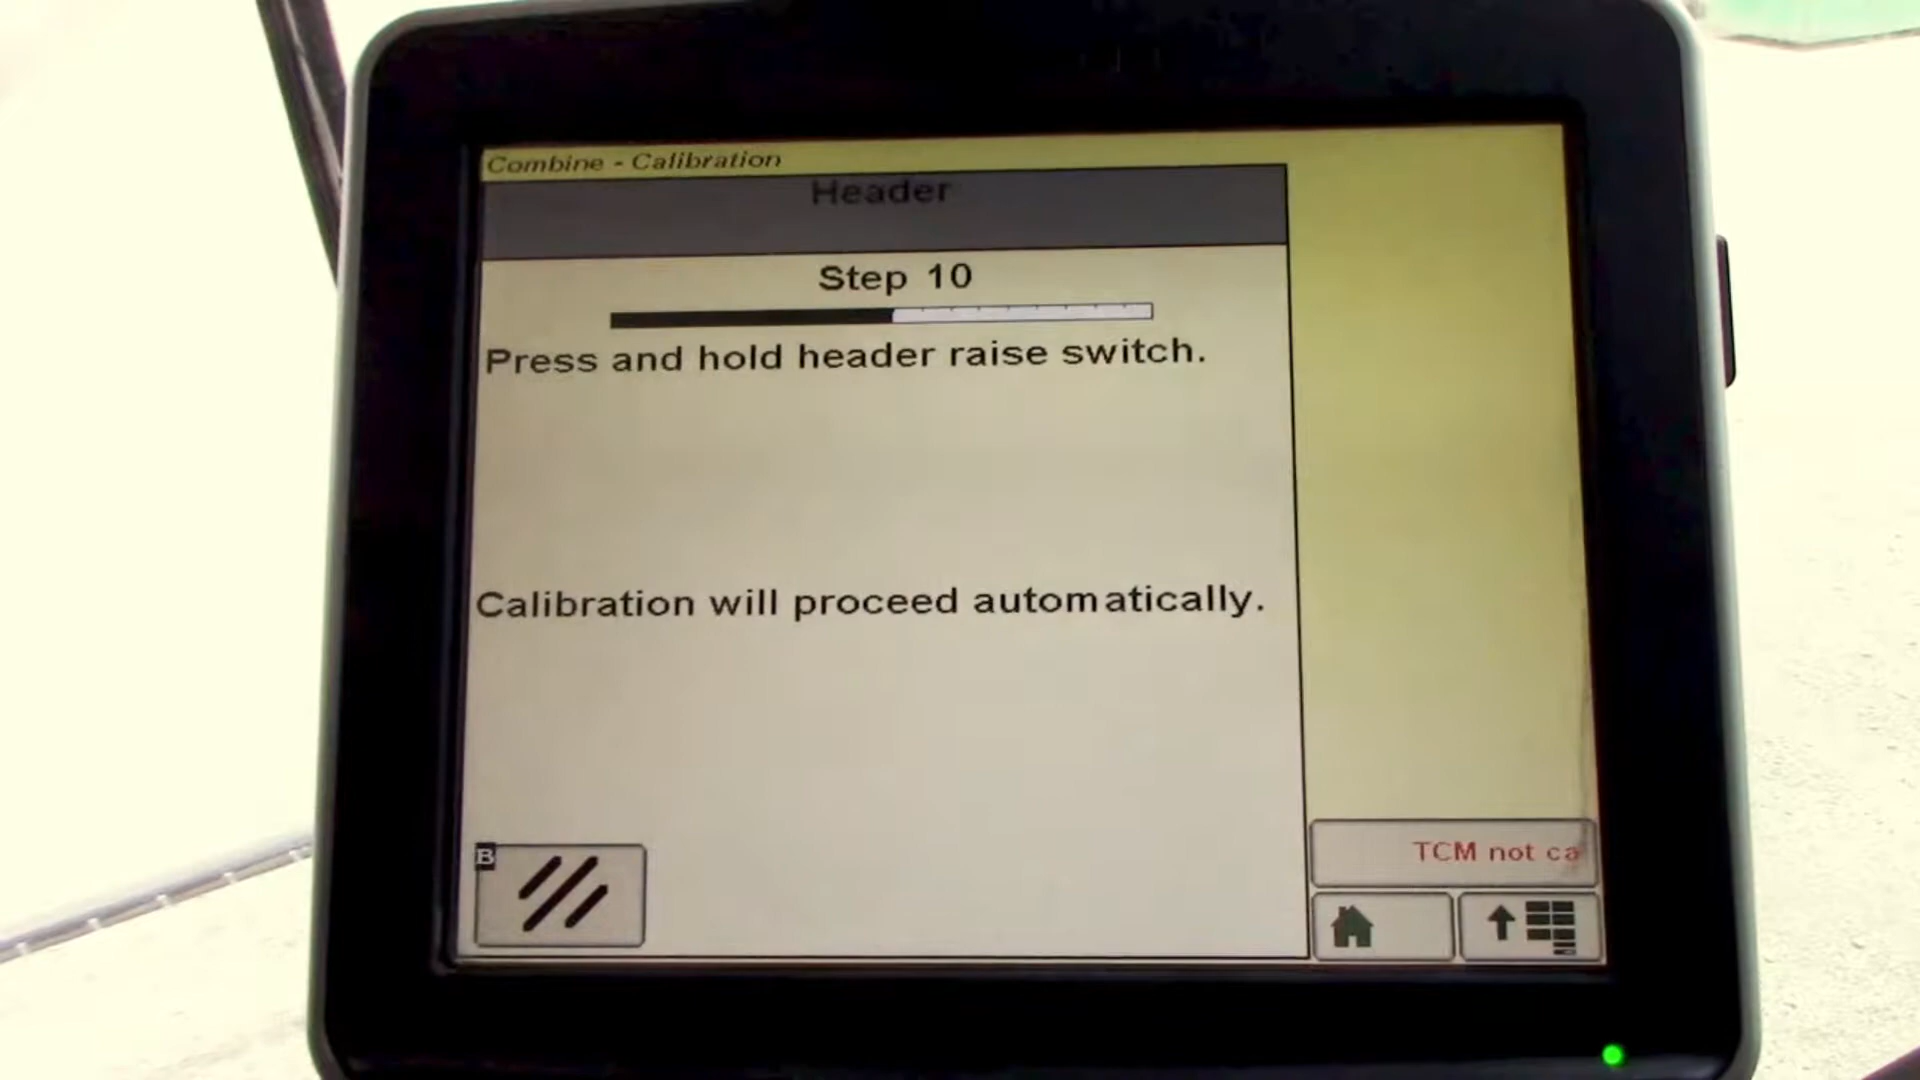 Combine - Calibration
Header
Step 10
Press and hold header raise switch.
Calibration will proceed automatically.
B
TCM not ca